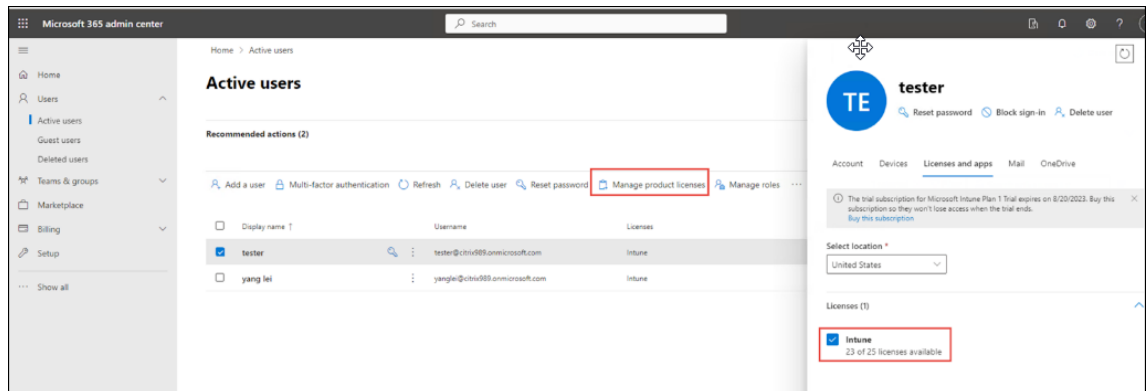 Microsoft 365 admin center
Search
?
Home
Users
Active users
Guest users
Deleted users
Teams & groups
Marketplace
Billing
Setup
Show all
Home > Active users
Active users
Recommended actions (2)
Add a user Multi-factor authentication Refresh Delete user Reset password Manage product licenses Manage roles ...
Display name ↑ Username Licenses
tester tester@citrix989.onmicrosoft.com Intune
yang lei yanglei@citrix989.onmicrosoft.com Intune
TE
tester
Reset password Block sign-in Delete user
Account Devices Licenses and apps Mail OneDrive
The trial subscription for Microsoft Intune Plan 1 Trial expires on 8/20/2023. Buy this
subscription so they won't lose access when the trial ends.
Buy this subscription
Select location *
United States
Licenses (1)
Intune
23 of 25 licenses available